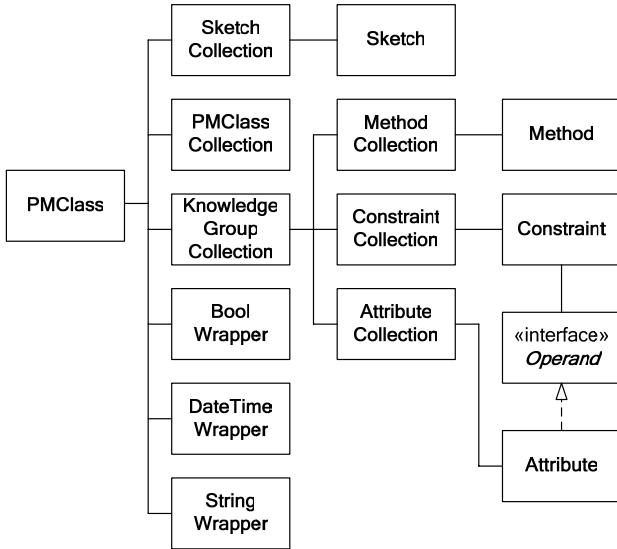 PMClass
Sketch
Collection
Sketch
PMClass
Collection
Method
Collection
Method
Knowledge
Group
Collection
Constraint
Collection
Constraint
Bool
Wrapper
Attribute
Collection
«interface»
Operand
DateTime
Wrapper
Attribute
String
Wrapper